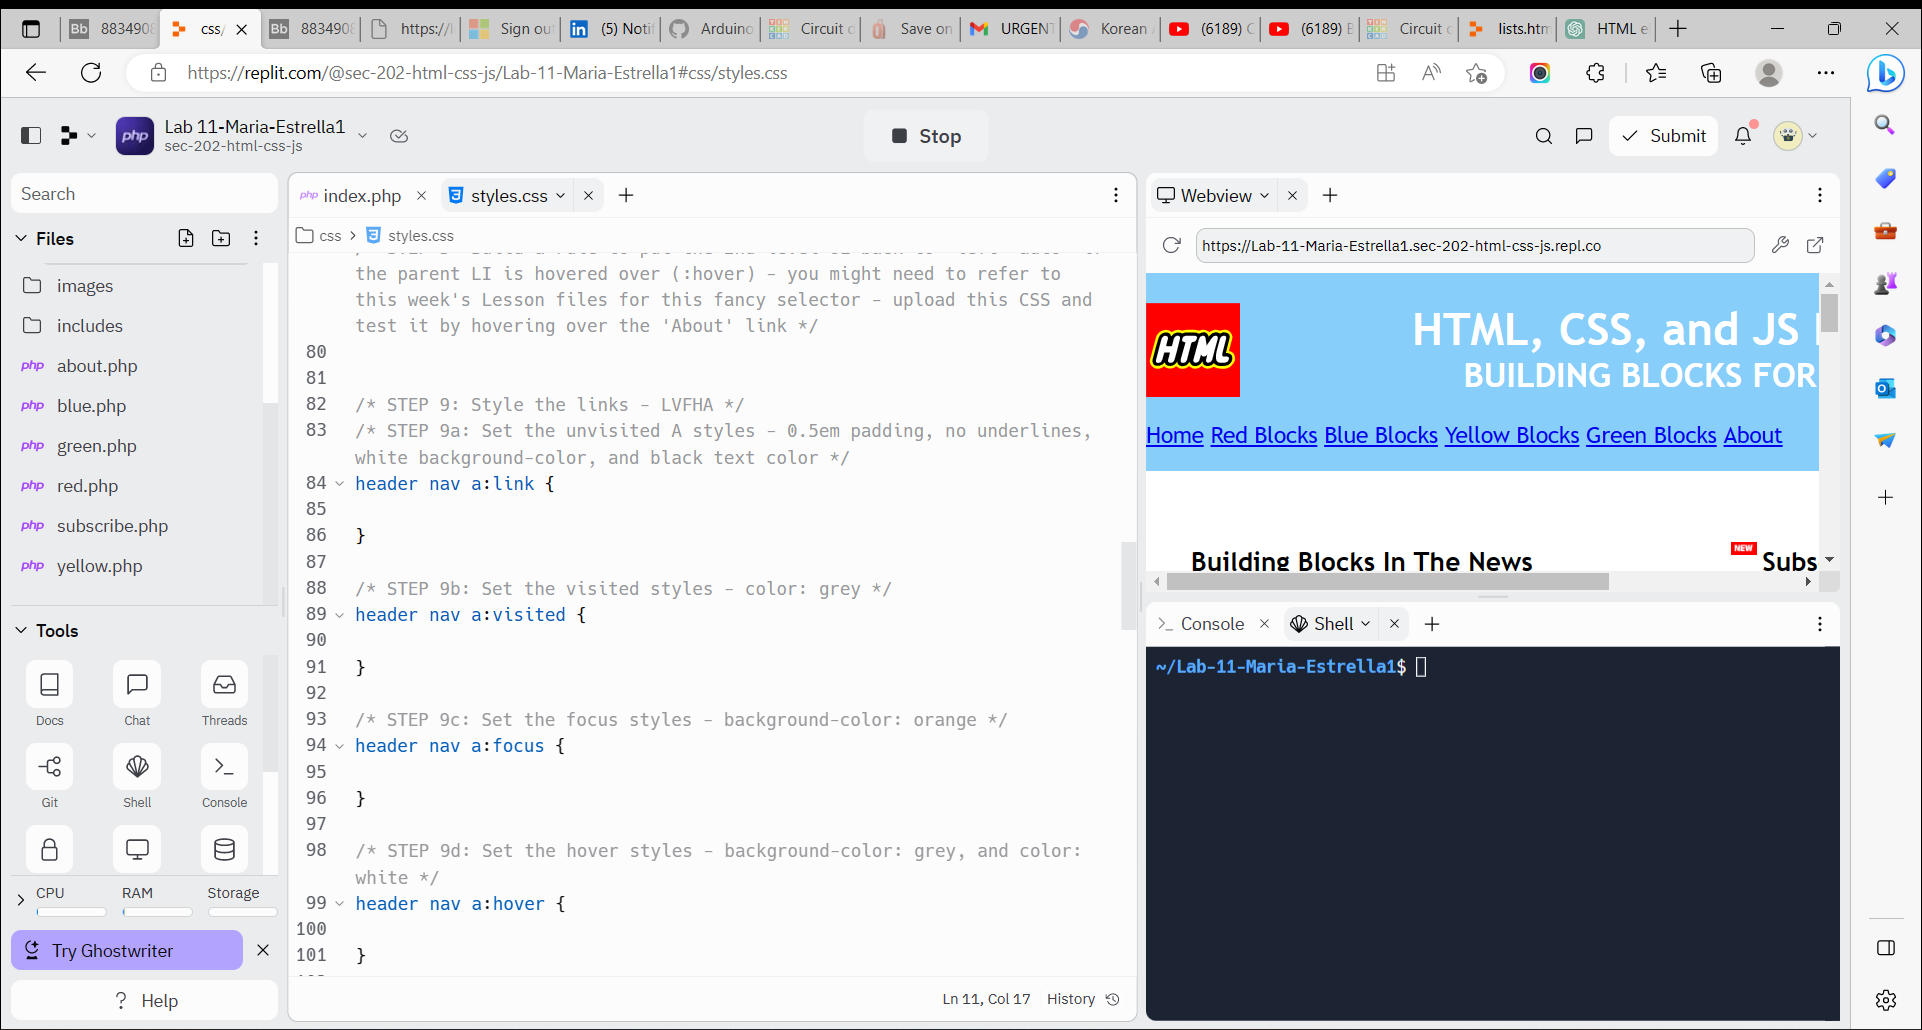 Bb 883490
css/
Bb 8834908
https://l
Sign out
(5) Notif
Arduino
Circuit c
Save on
URGENT
Korean
(6189) C
(6189) B
Circuit c
lists.htm
HTML e
https://replit.com/@sec-202-html-css-js/Lab-11-Maria-Estrella1#css/styles.css
php
Lab 11-Maria-Estrella1
sec-202-html-css-js
Stop
Submit
Search
Files
images
includes
php about.php
php blue.php
php green.php
php red.php
php subscribe.php
php yellow.php
Tools
Docs Chat Threads
Git Shell Console
CPU RAM Storage
Try Ghostwriter
? Help
php index.php
styles.css
css > styles.css
the parent LI is hovered over (:hover) - you might need to refer to
this week's Lesson files for this fancy selector - upload this CSS and
test it by hovering over the 'About' link */
80
81
82 /* STEP 9: Style the links - LVFHA */
83 /* STEP 9a: Set the unvisited A styles - 0.5em padding, no underlines,
white background-color, and black text color */
84 header nav a:link {
85
86 }
87
88 /* STEP 9b: Set the visited styles - color: grey */
89 header nav a:visited {
90
91 }
92
93 /* STEP 9c: Set the focus styles - background-color: orange */
94 header nav a:focus {
95
96 }
97
98 /* STEP 9d: Set the hover styles - background-color: grey, and color:
white */
99 header nav a:hover {
100
101 }
Ln 11, Col 17 History
Webview
https://Lab-11-Maria-Estrella1.sec-202-html-css-js.repl.co
HTML
HTML, CSS, and JS
BUILDING BLOCKS FOR
Home Red Blocks Blue Blocks Yellow Blocks Green Blocks About
Building Blocks In The News
NEW Subs
>_ Console
Shell
~/Lab-11-Maria-Estrella1$